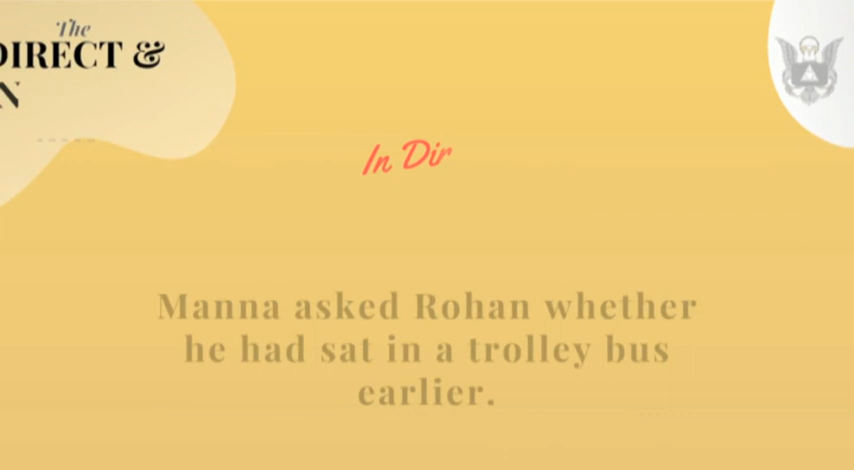 The
DIRECT &
N
In Dir
Manna asked Rohan whether
he had sat in a trolley bus
earlier.